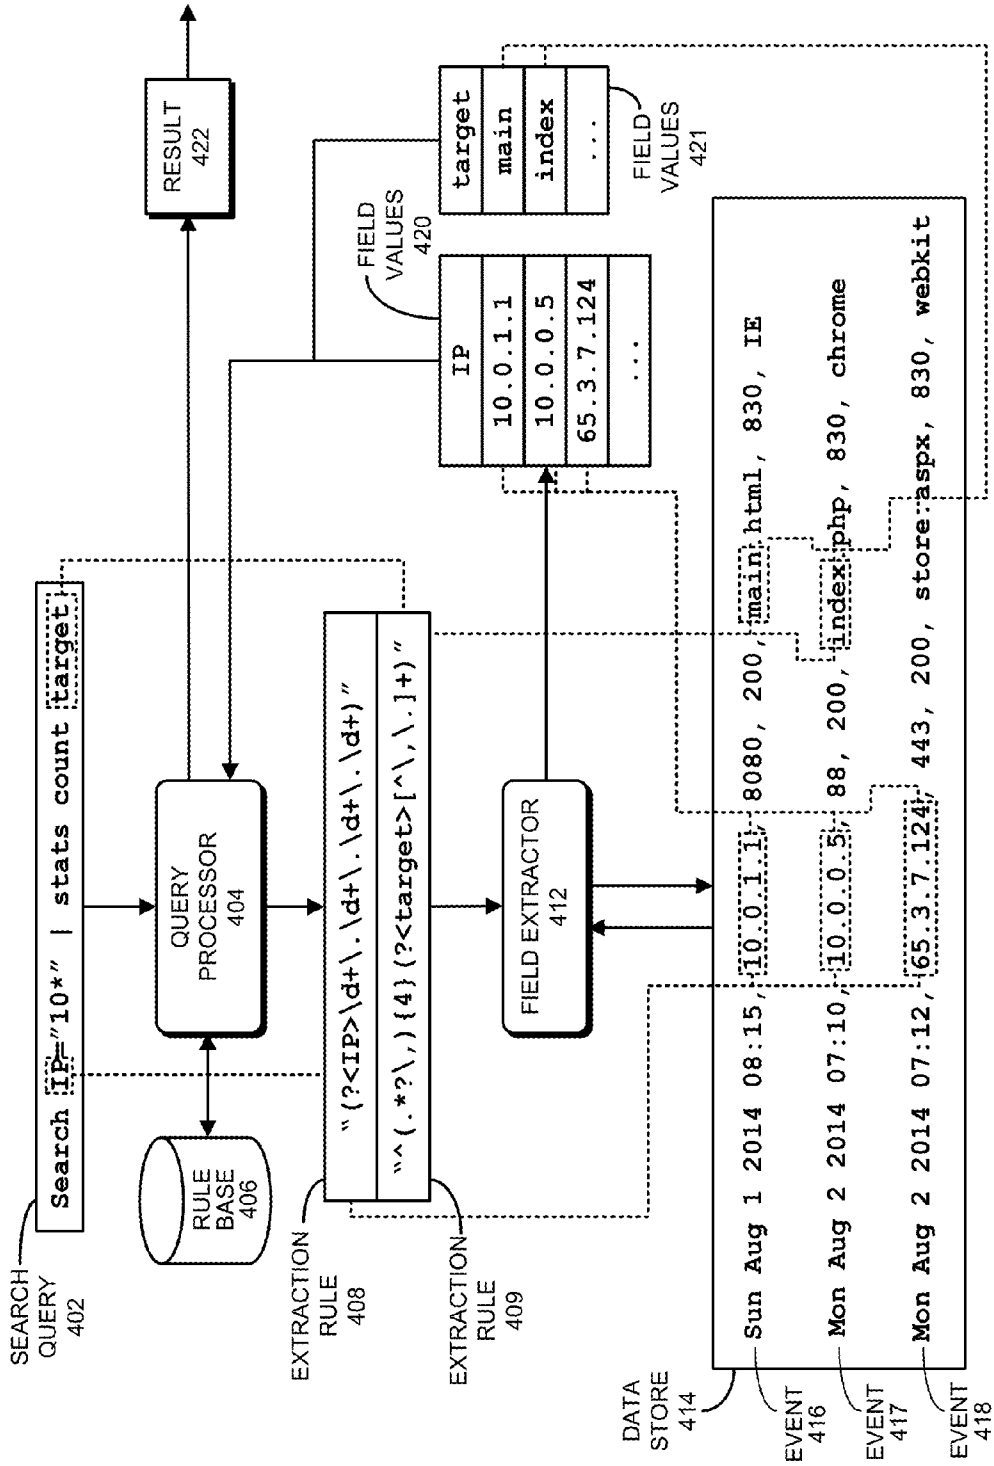 SEARCH
QUERY
402
Search IP="10*" | stats count target
RULE
BASE
406
QUERY
PROCESSOR
404
RESULT
422
EXTRACTION
RULE
408
"(?<IP>\d+\.\d+\.\d+\.\d+)"
"^(.*?\,){4}(?<target>[^\,\.]+)"
EXTRACTION
RULE
409
FIELD EXTRACTOR
412
FIELD
VALUES
420
IP
10.0.1.1
10.0.0.5
65.3.7.124
...
target
main
index
...
FIELD
VALUES
421
DATA
STORE
414
Sun Aug 1 2014 08:15, 10.0.1.1, 8080, 200, main.html, 830, IE
EVENT
416
Mon Aug 2 2014 07:10, 10.0.0.5, 88, 200, index.php, 830, chrome
EVENT
417
Mon Aug 2 2014 07:12, 65.3.7.124, 443, 200, store.aspx, 830, webkit
EVENT
418